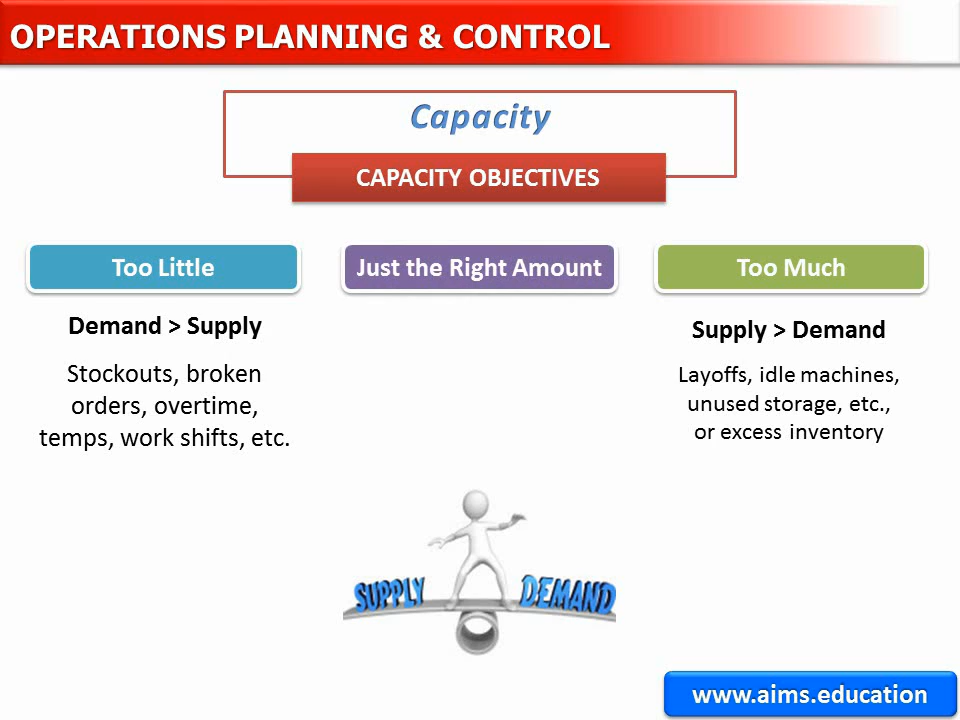 OPERATIONS PLANNING & CONTROL
Capacity
CAPACITY OBJECTIVES
Too Little
Demand > Supply
Stockouts, broken
orders, overtime,
temps, work shifts, etc.
Just the Right Amount
Too Much
Supply > Demand
Layoffs, idle machines,
unused storage, etc.,
or excess inventory
SUPPLY
DEMAND
www.aims.education